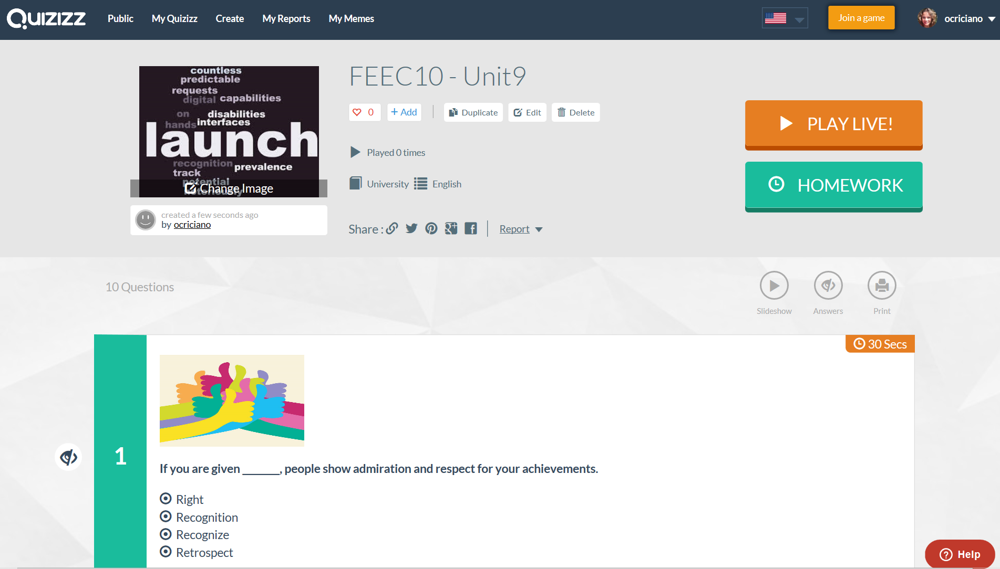 QUIZIZZ
Public My Quizizz Create My Reports My Memes
Join a game
ocriciano
countless
predictable
requests
digital capabilities
on disabilities
hands interfaces
launch
recognition prevalence
track
potential
notoriously
Change Image
created a few seconds ago
by ocriciano
FEEC10 - Unit9
0 + Add Duplicate Edit Delete
Played 0 times
University English
Share : Report
PLAY LIVE!
HOMEWORK
10 Questions
Slideshow Answers Print
30 Secs
1
If you are given _______, people show admiration and respect for your achievements.
Right
Recognition
Recognize
Retrospect
Help